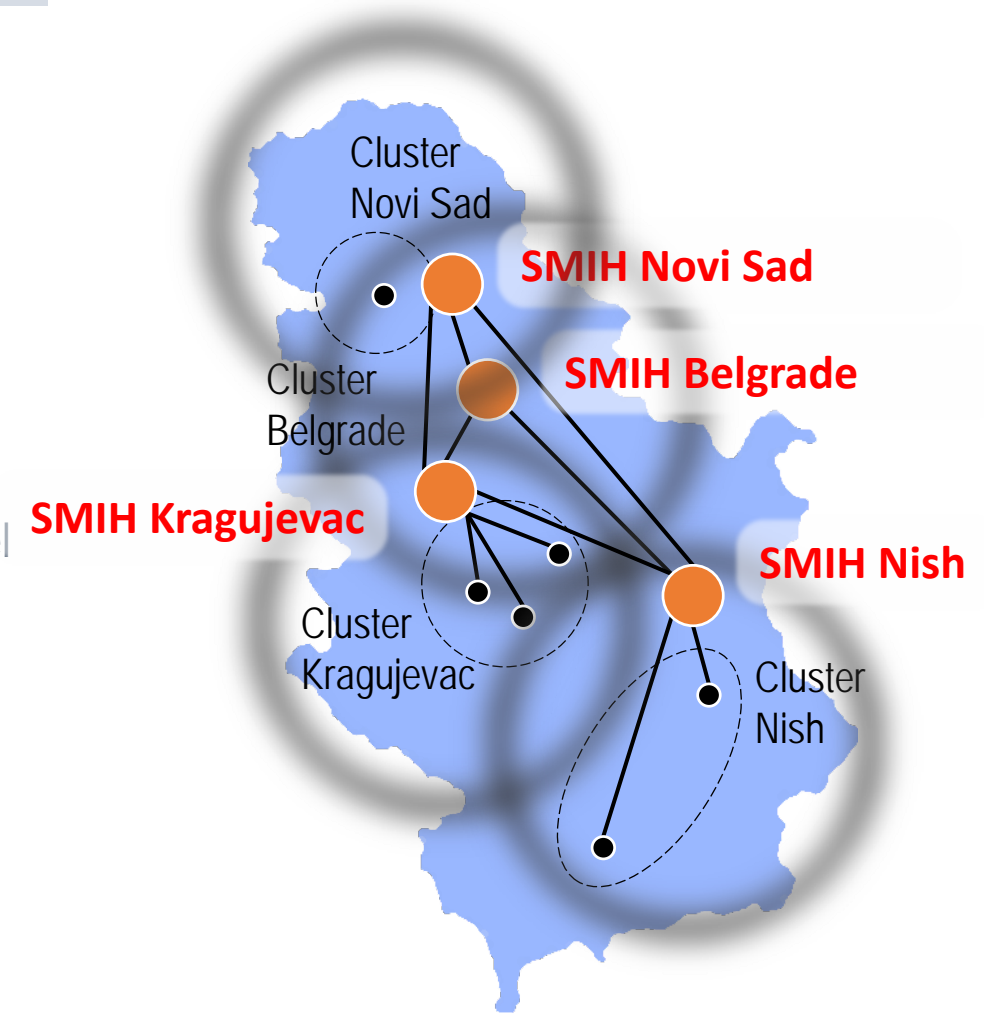 Cluster
Novi Sad
SMIH Novi Sad
SMIH Belgrade
Cluster
Belgrade
SMIH Kragujevac
SMIH Nish
Cluster
Kragujevac
Cluster
Nish